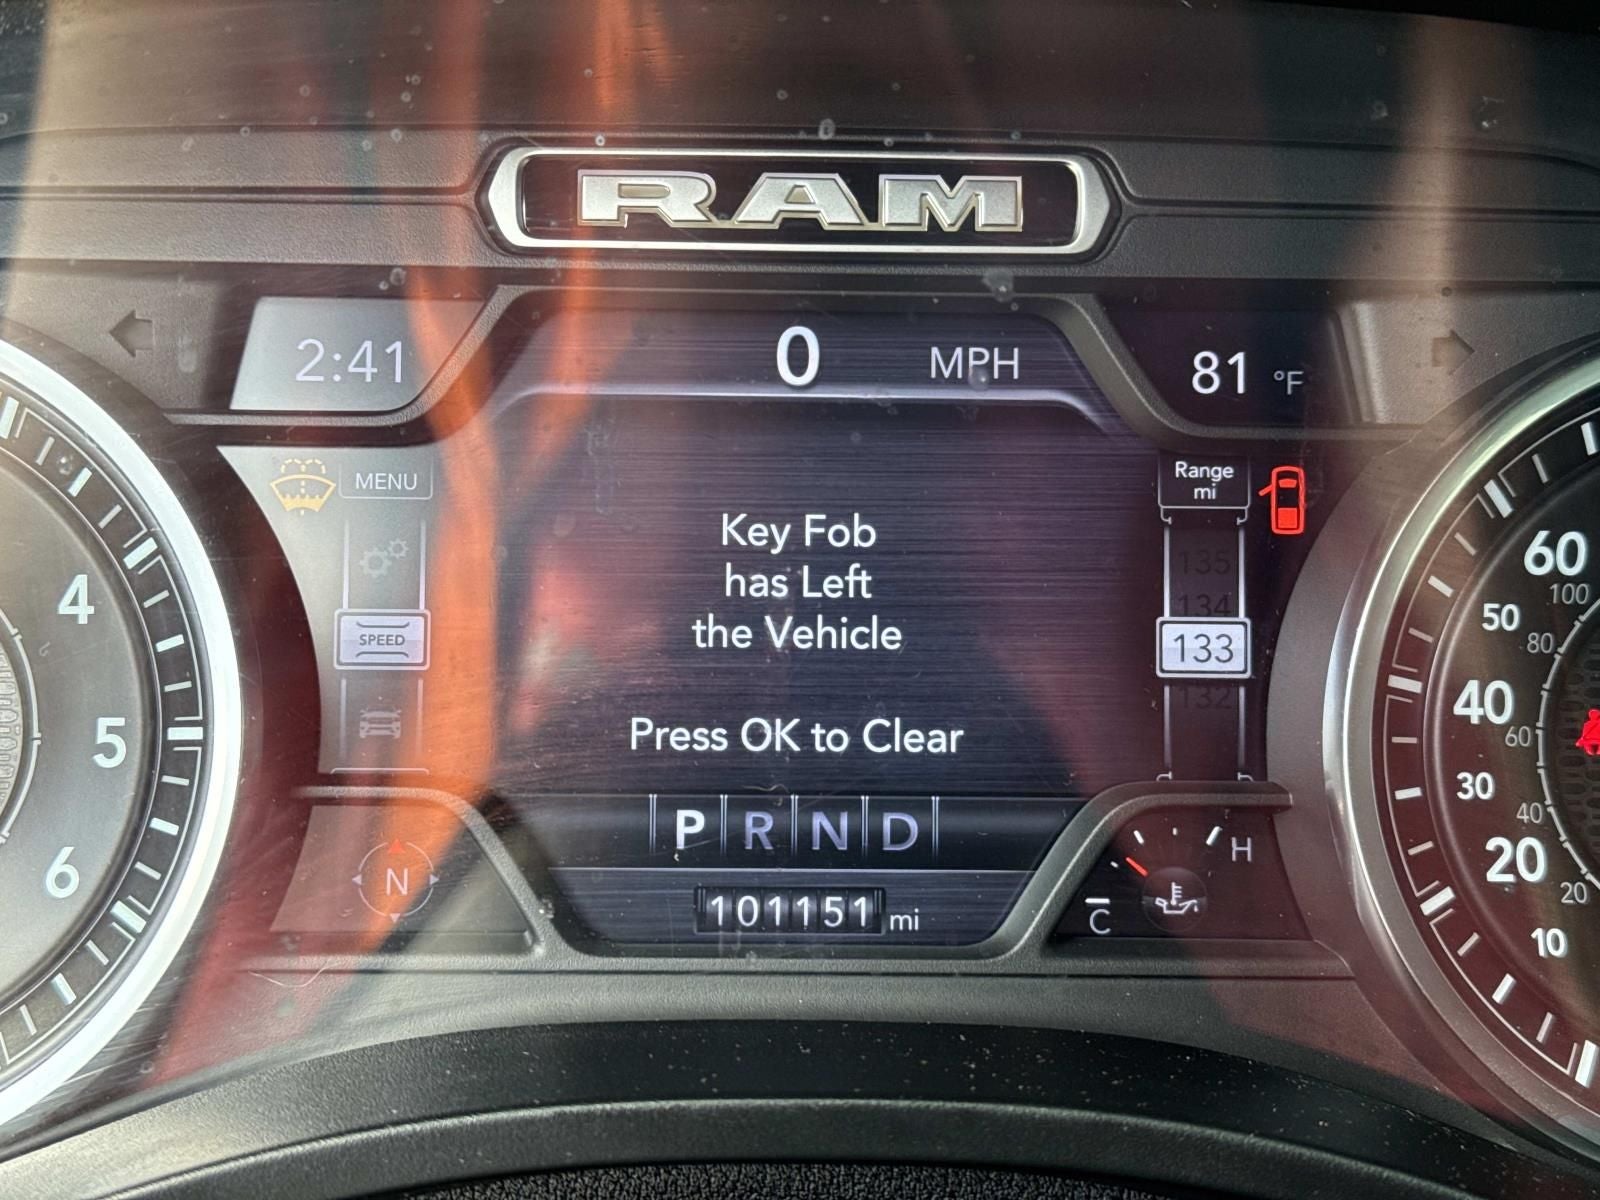 RAM
2:41
0 MPH
81 °F
MENU
Range
mi
Key Fob
has Left
the Vehicle
135
134
SPEED
133
132
Press OK to Clear
P R N D
N
101151 mi
C
H
4
5
6
60
50
40
30
20
10
100
80
60
40
20